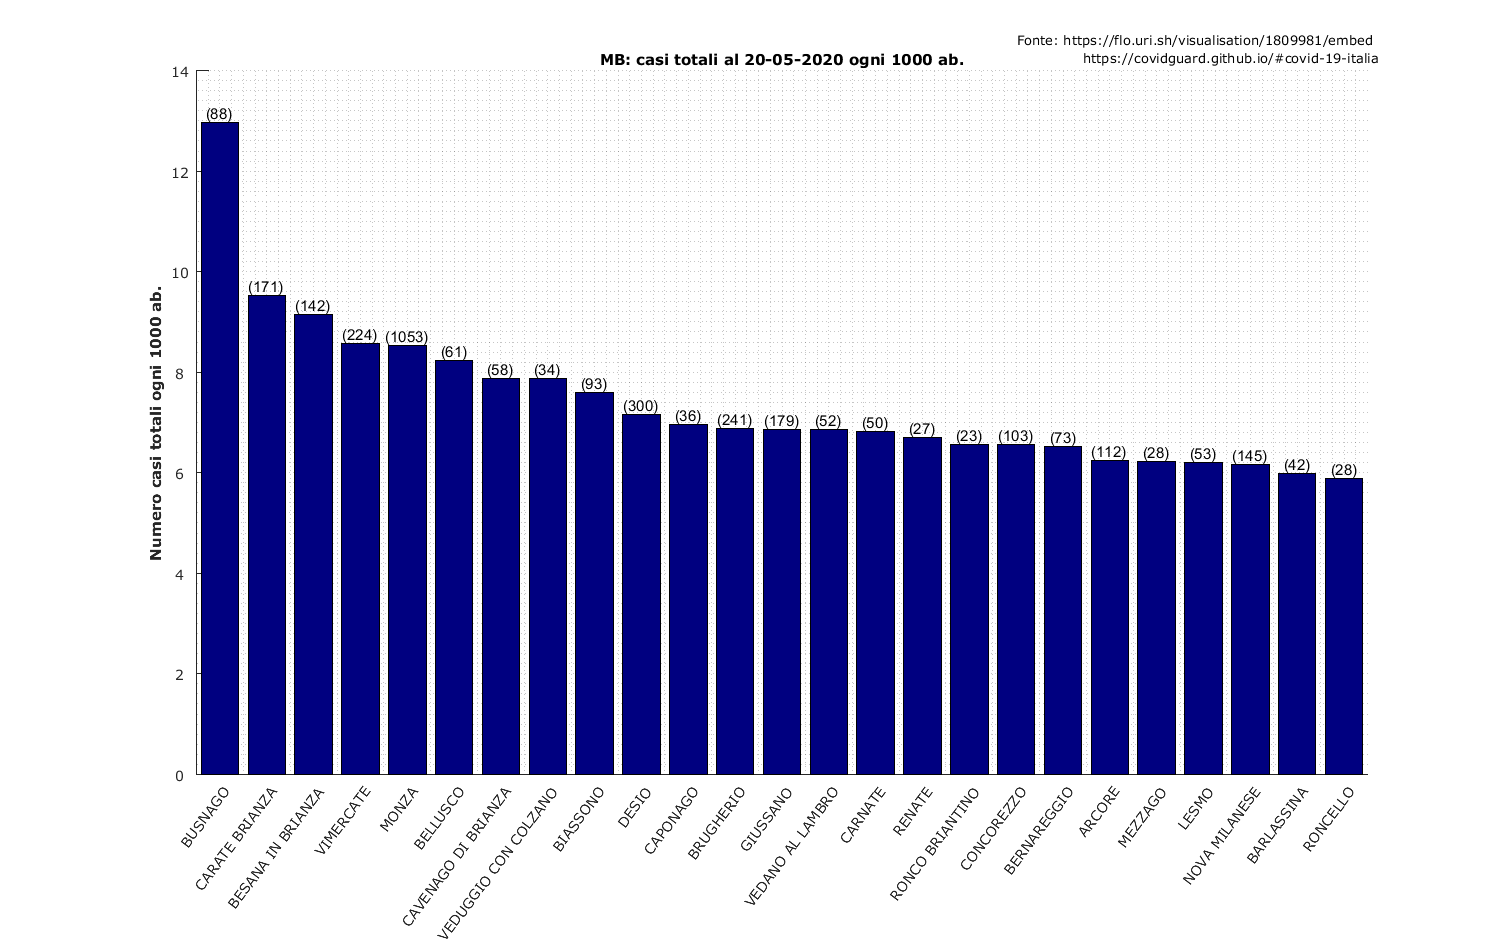 Fonte: https://flo.uri.sh/visualisation/1809981/embed
https://covidguard.github.io/#covid-19-italia
MB: casi totali al 20-05-2020 ogni 1000 ab.
Numero casi totali ogni 1000 ab.
14
12
10
8
6
4
2
0
(88)
(171)
(142)
(224)
(1053)
(61)
(58)
(34)
(93)
(300)
(36)
(241)
(179)
(52)
(50)
(27)
(23)
(103)
(73)
(112)
(28)
(53)
(145)
(42)
(28)
BUSNAGO
CARATE BRIANZA
BESANA IN BRIANZA
VIMERCATE
MONZA
BELLUSCO
CAVENAGO DI BRIANZA
VEDUGGIO CON COLZANO
BIASSONO
DESIO
CAPONAGO
BRUGHERIO
GIUSSANO
VEDANO AL LAMBRO
CARNATE
RENATE
RONCO BRIANTINO
CONCOREZZO
BERNAREGGIO
ARCORE
MEZZAGO
LESMO
NOVA MILANESE
BARLASSINA
RONCELLO